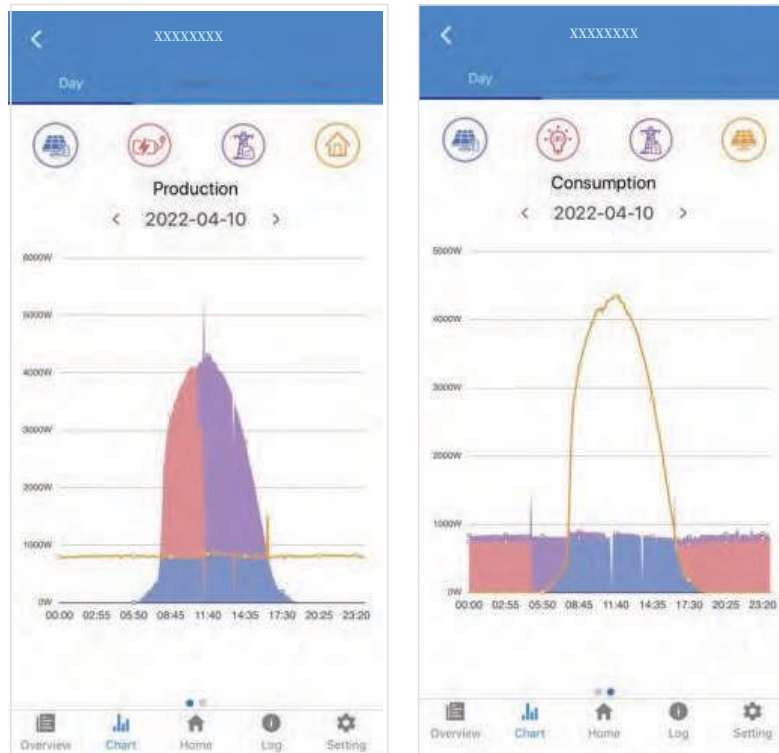 xxxxxxxx
Day
Production
< 2022-04-10 >
6000W
5000W
4000W
3000W
2000W
1000W
0W
00:00 02:55 05:50 08:45 11:40 14:35 17:30 20:25 23:20
Overview Chart Home Log Setting
xxxxxxxx
Day
Consumption
< 2022-04-10 >
5000W
4000W
3000W
2000W
1000W
0W
00:00 02:55 05:50 08:45 11:40 14:35 17:30 20:25 23:20
Overview Chart Home Log Setting